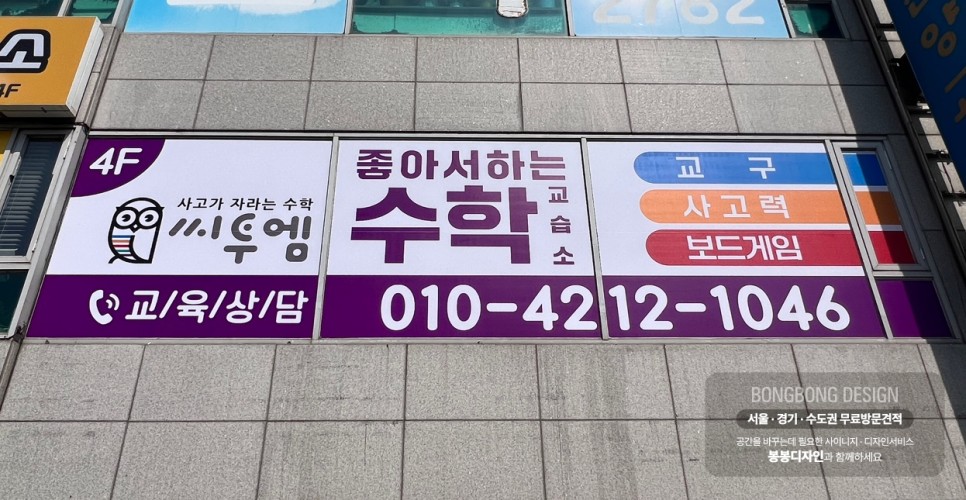 소
4F
2762
4F
사고가 자라는 수학
씨투엠
교/육/상/담
좋아서하는
수학
교습소
010-4212-1046
교구
사고력
보드게임
BONGBONG DESIGN
서울·경기·수도권 무료방문견적
공간을 바꾸는데 필요한 사이니지·디자인서비스
봉봉디자인과 함께하세요